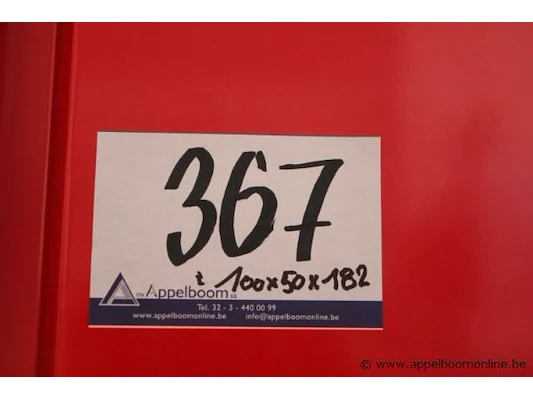 367
t 100x50x182
Appelboom
Tel. 32 - 3 - 440 00 99
www.appelboomonline.be info@appelboomonline.be
© www.appelboomonline.be